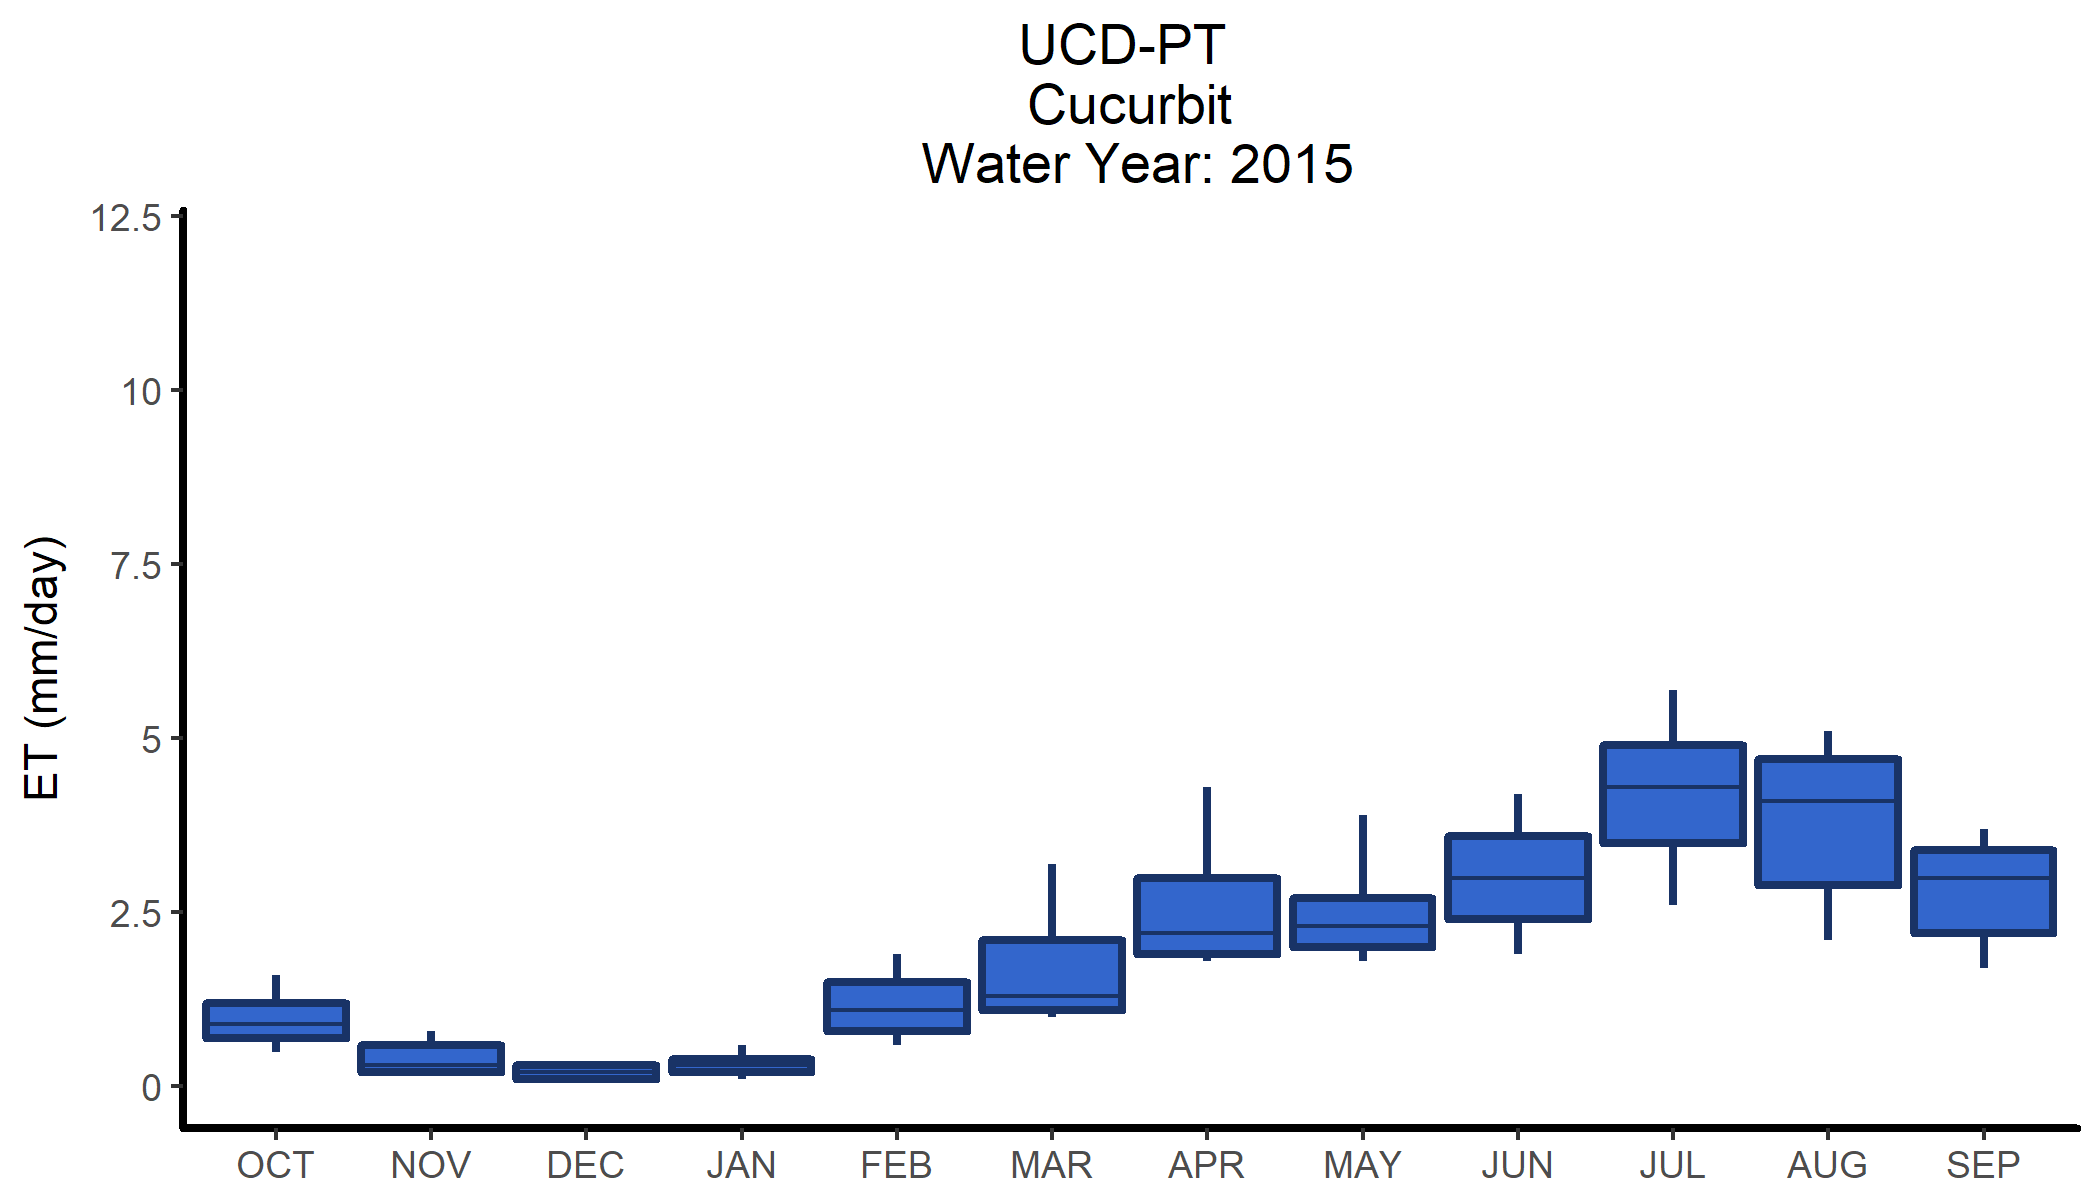 UCD-PT
Cucurbit
Water Year: 2015
12.5
10
7.5
5
2.5
0
ET (mm/day)
OCT NOV DEC JAN FEB MAR APR MAY JUN JUL AUG SEP